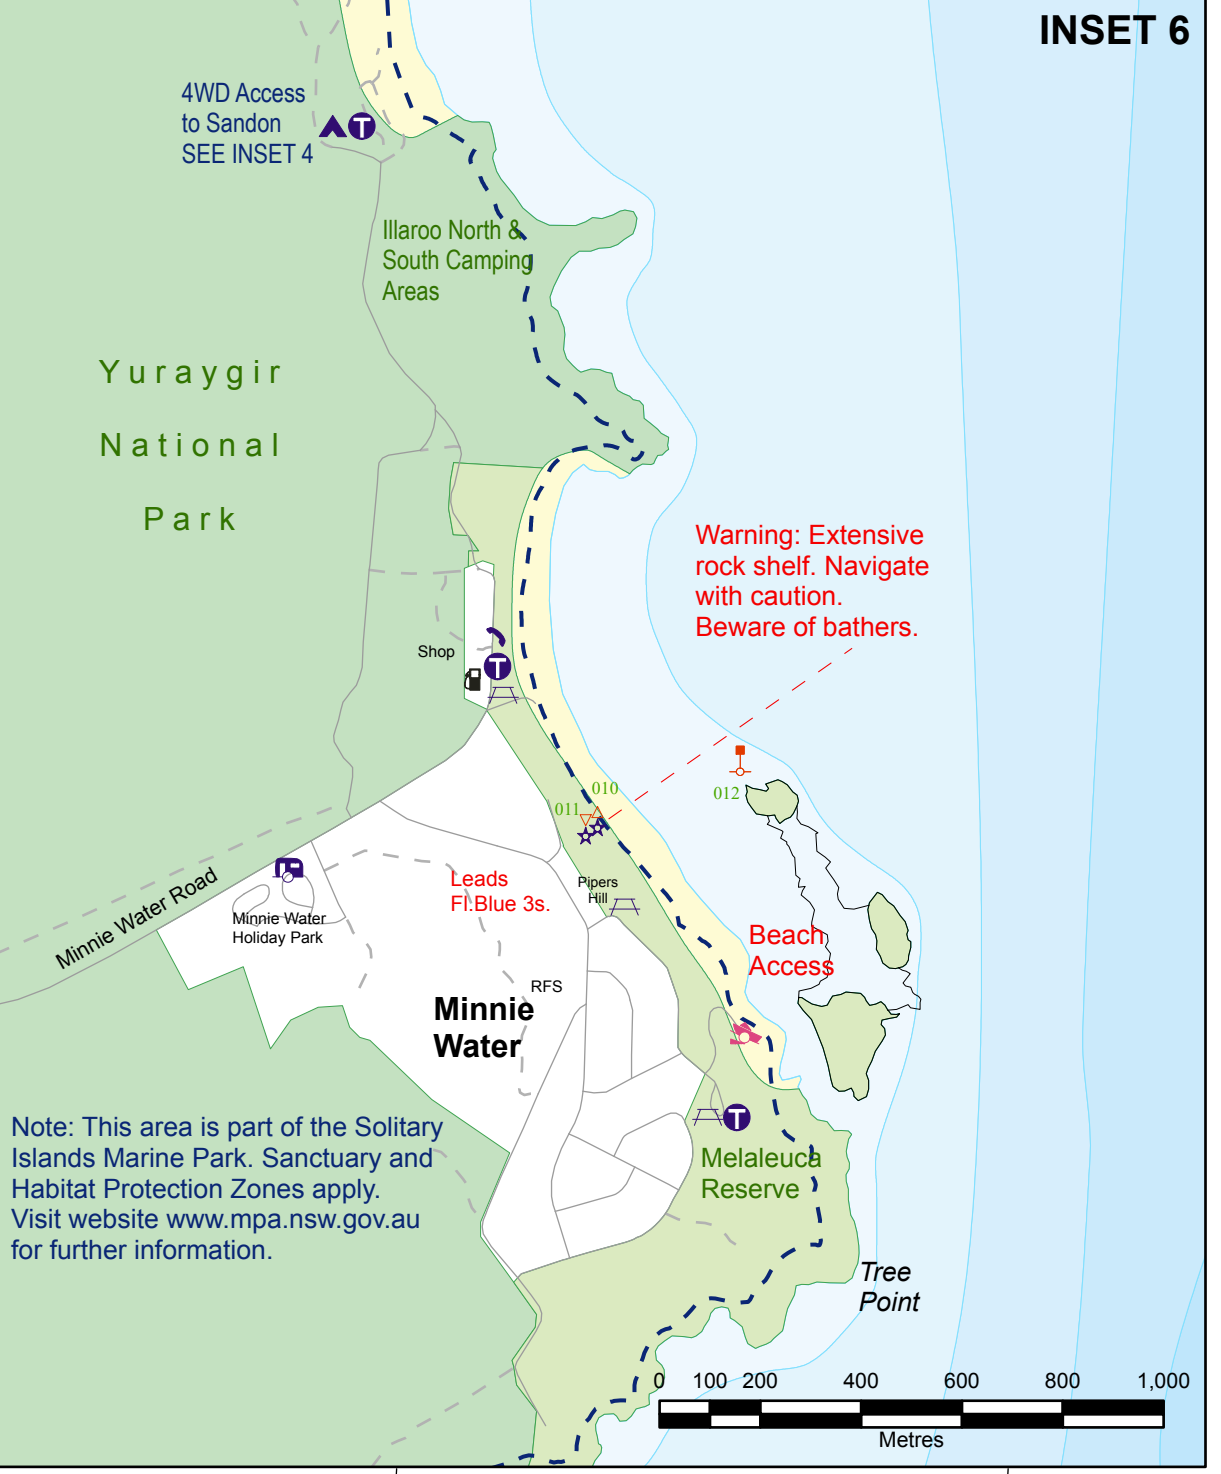 INSET 6
4WD Access
to Sandon
SEE INSET 4
T
Illaroo North &
South Camping
Areas
Yuraygir
National
Park
Warning: Extensive
rock shelf. Navigate
with caution.
Beware of bathers.
Shop
T
010
011
012
Minnie Water Road
Minnie Water
Holiday Park
Leads
Fl.Blue 3s.
Pipers
Hill
Beach
Access
RFS
Minnie
Water
T
Melaleuca
Reserve
Note: This area is part of the Solitary
Islands Marine Park. Sanctuary and
Habitat Protection Zones apply.
Visit website www.mpa.nsw.gov.au
for further information.
Tree
Point
0 100 200 400 600 800 1,000
Metres